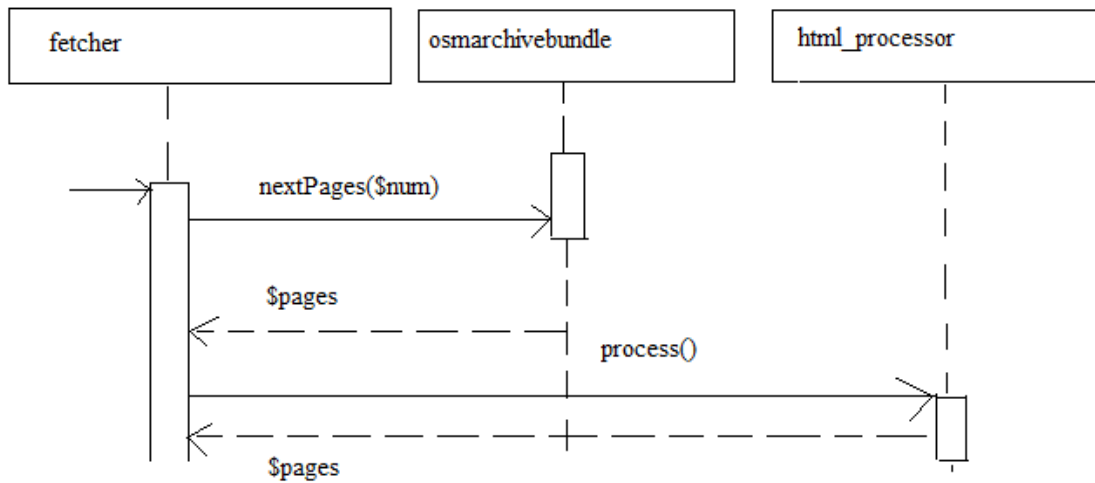 fetcher
osmarchivebundle
html_processor
nextPages($num)
$pages
process()
$pages